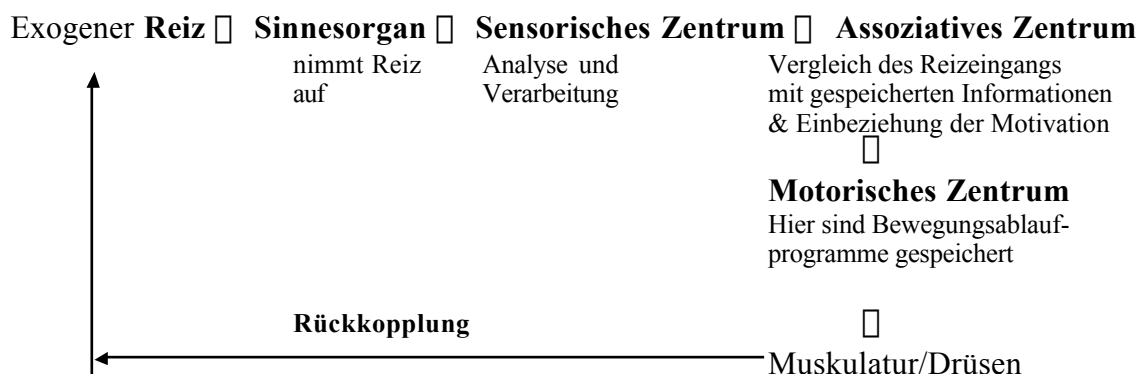 Exogener Reiz  Sinnesorgan  Sensorisches Zentrum  Assoziatives Zentrum
nimmt Reiz Analyse und Vergleich des Reizeingangs
auf Verarbeitung mit gespeicherten Informationen
& Einbeziehung der Motivation

Motorisches Zentrum
Hier sind Bewegungsablauf-
programme gespeichert
Rückkopplung 
Muskulatur/Drüsen